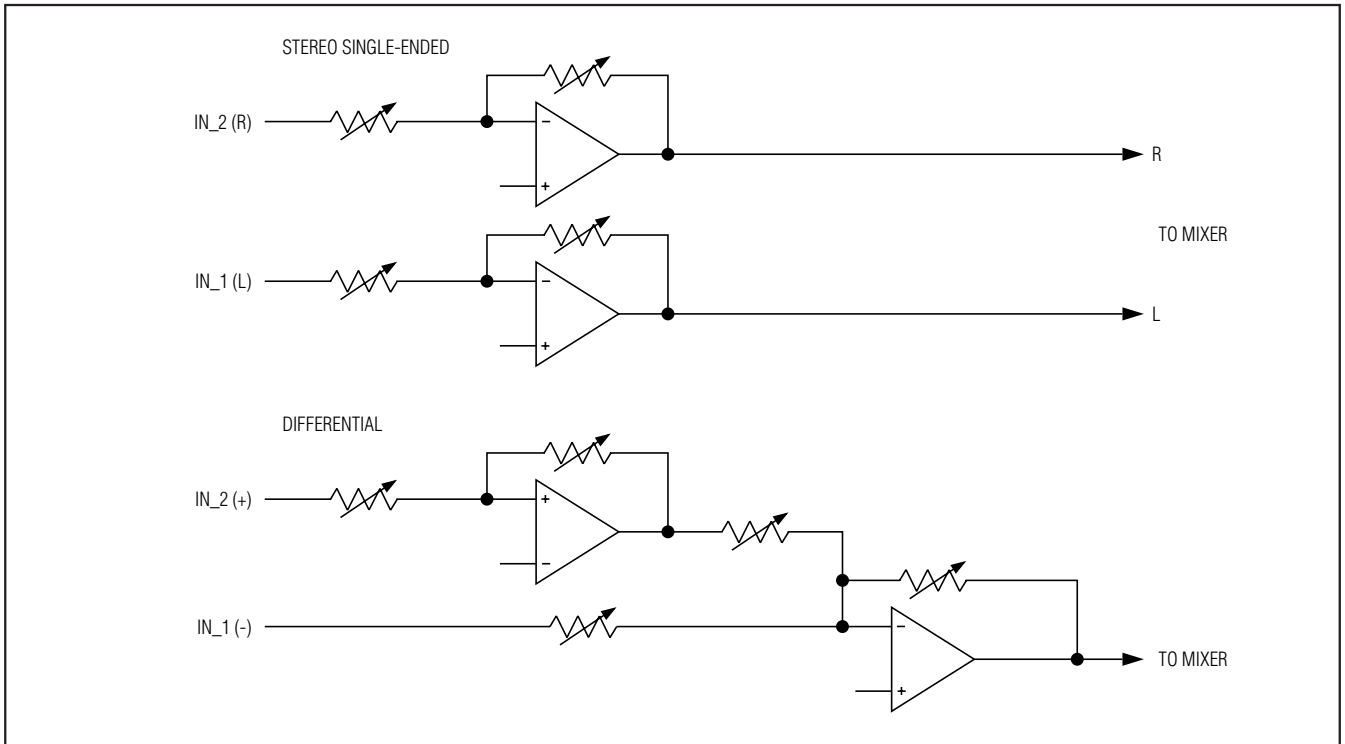 STEREO SINGLE-ENDED
IN_2 (R)
−
+
R
TO MIXER
IN_1 (L)
−
+
L
DIFFERENTIAL
IN_2 (+)
+
−
IN_1 (-)
−
+
TO MIXER